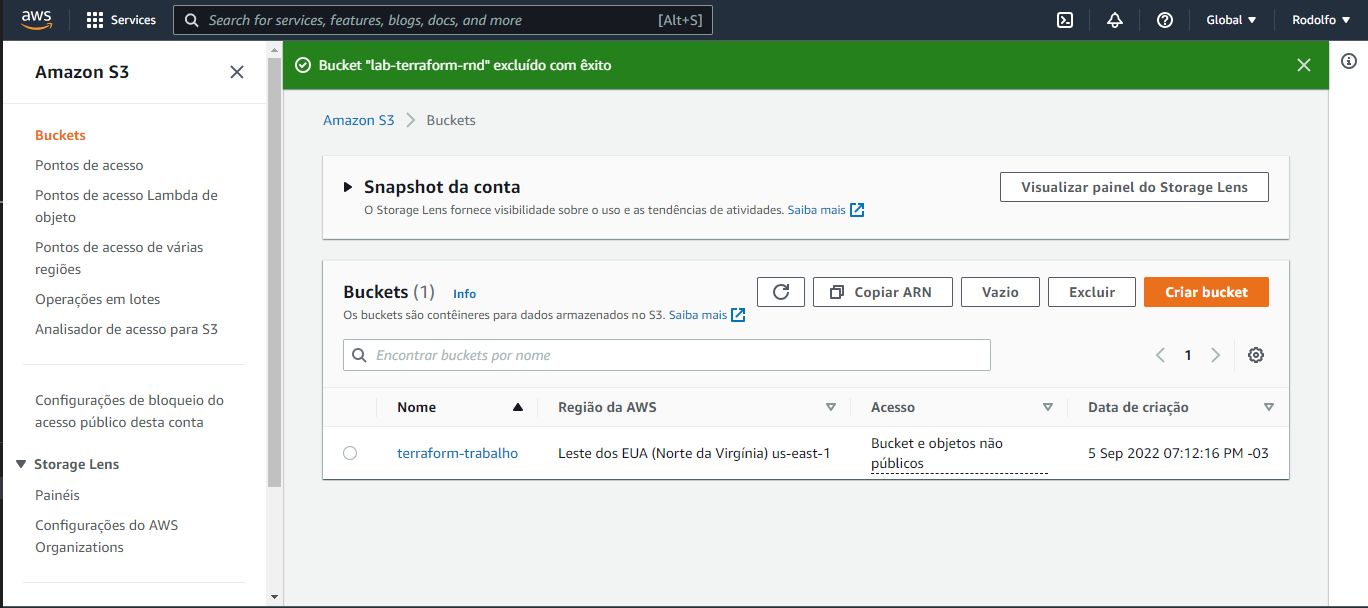 aws
Services
Search for services, features, blogs, docs, and more [Alt+S]
Global ▼
Rodolfo ▼
Amazon S3
Buckets
Pontos de acesso
Pontos de acesso Lambda de
objeto
Pontos de acesso de várias
regiões
Operações em lotes
Analisador de acesso para S3
Configurações de bloqueio do
acesso público desta conta
Storage Lens
Painéis
Configurações do AWS
Organizations
Bucket "lab-terraform-rnd" excluído com êxito
Amazon S3 > Buckets
Snapshot da conta
O Storage Lens fornece visibilidade sobre o uso e as tendências de atividades. Saiba mais
Visualizar painel do Storage Lens
Buckets (1) Info
Os buckets são contêineres para dados armazenados no S3. Saiba mais
Copiar ARN
Vazio
Excluir
Criar bucket
Encontrar buckets por nome
1
Nome Região da AWS Acesso Data de criação
terraform-trabalho
Leste dos EUA (Norte da Virgínia) us-east-1
Bucket e objetos não
públicos
5 Sep 2022 07:12:16 PM -03